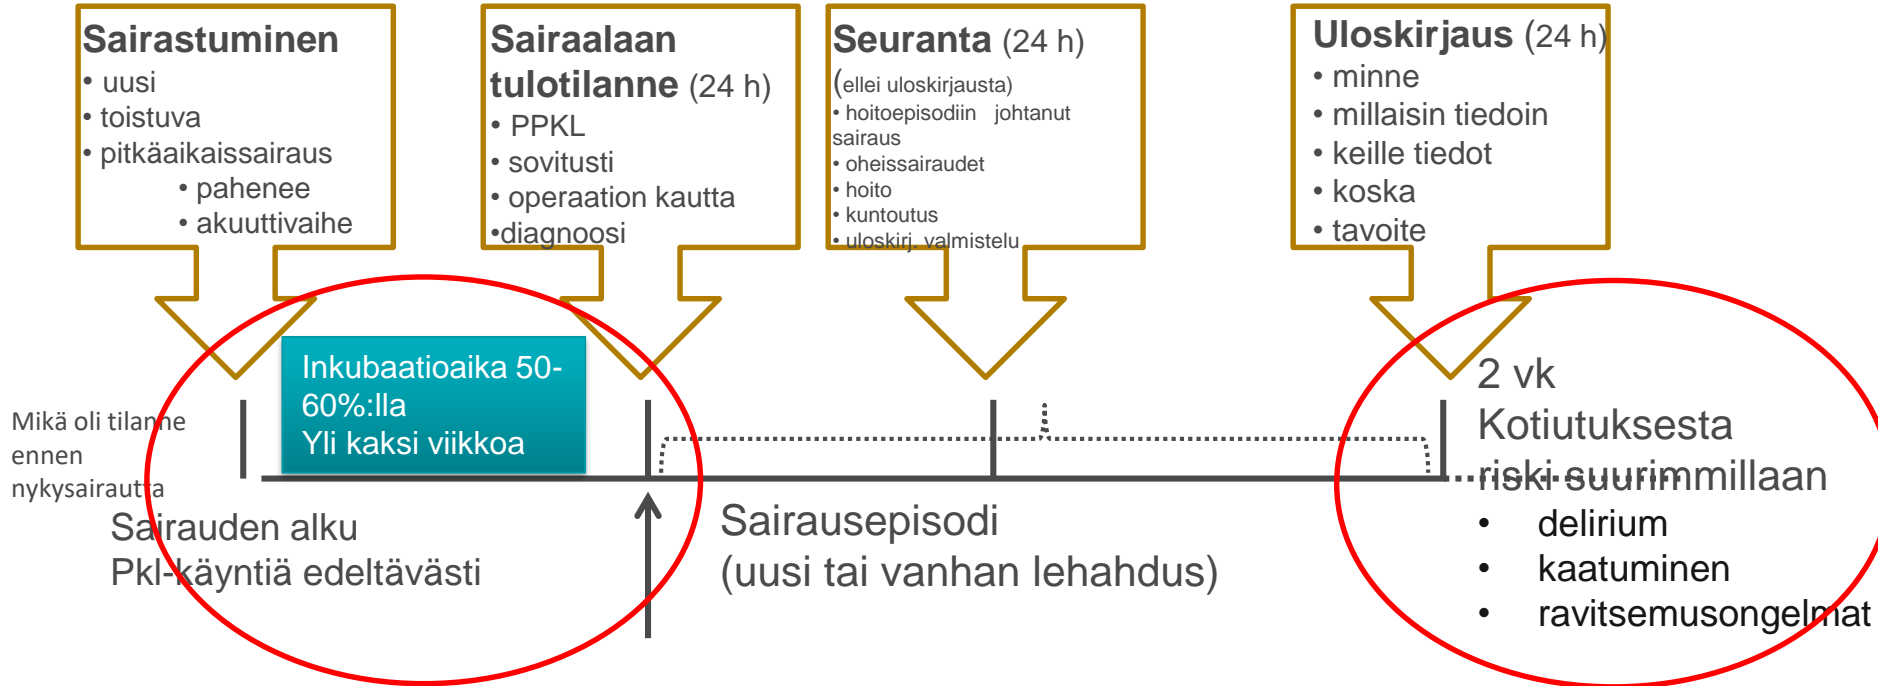 Sairastuminen
• uusi
• toistuva
• pitkäaikaissairaus
• pahenee
• akuuttivaihe
Sairaalaan
tulotilanne (24 h)
• PPKL
• sovitusti
• operaation kautta
•diagnoosi
Seuranta (24 h)
(ellei uloskirjausta)
• hoitoepisodiin johtanut
sairaus
• oheissairaudet
• hoito
• kuntoutus
• uloskirj. valmistelu
Uloskirjaus (24 h)
• minne
• millaisin tiedoin
• keille tiedot
• koska
• tavoite
Inkubaatioaika 50-
60%:lla
Yli kaksi viikkoa
Mikä oli tilanne
ennen
nykysairautta
Sairauden alku
Pkl-käyntiä edeltävästi
Sairausepisodi
(uusi tai vanhan lehahdus)
2 vk
Kotiutuksesta
riski suurimmillaan
• delirium
• kaatuminen
• ravitsemusongelmat